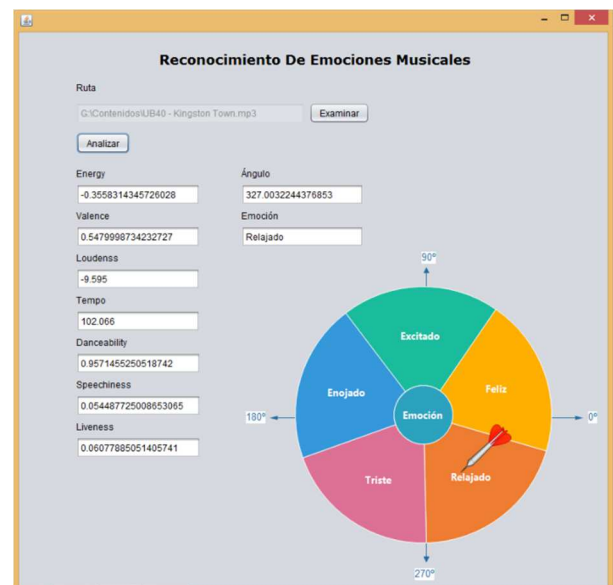 Reconocimiento De Emociones Musicales
Ruta
G:\Contenidos\UB40 - Kingston Town.mp3
Examinar
Analizar
Energy
-0.3558314345726028
Valence
0.5479998734232727
Loudenss
-9.595
Tempo
102.066
Danceability
0.9571455250518742
Speechiness
0.054487725008653065
Liveness
0.06077885051405741
Ángulo
327.0032244376853
Emoción
Relajado
90º
Excitado
Enojado
Feliz
180º
Emoción
0º
Triste
Relajado
270º